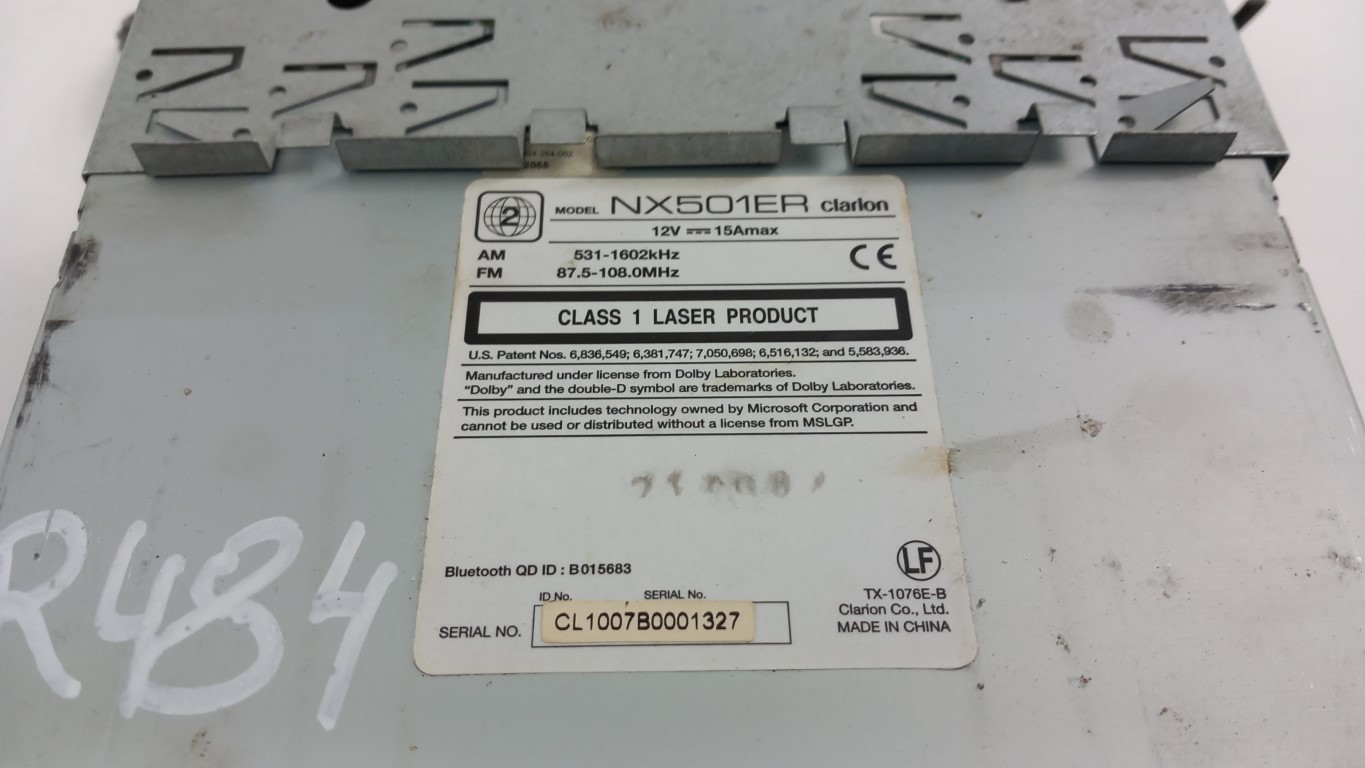 2056
2
MODEL NX501ER clarion
12V ⎓ 15Amax
AM 531-1602kHz
FM 87.5-108.0MHz
CE
CLASS 1 LASER PRODUCT
U.S. Patent Nos. 6,836,549; 6,381,747; 7,050,698; 6,516,132; and 5,583,936.
Manufactured under license from Dolby Laboratories.
“Dolby” and the double-D symbol are trademarks of Dolby Laboratories.
This product includes technology owned by Microsoft Corporation and
cannot be used or distributed without a license from MSLGP.
Bluetooth QD ID : B015683
LF
TX-1076E-B
Clarion Co., Ltd.
MADE IN CHINA
ID No. SERIAL No.
SERIAL NO. CL1007B0001327
R484